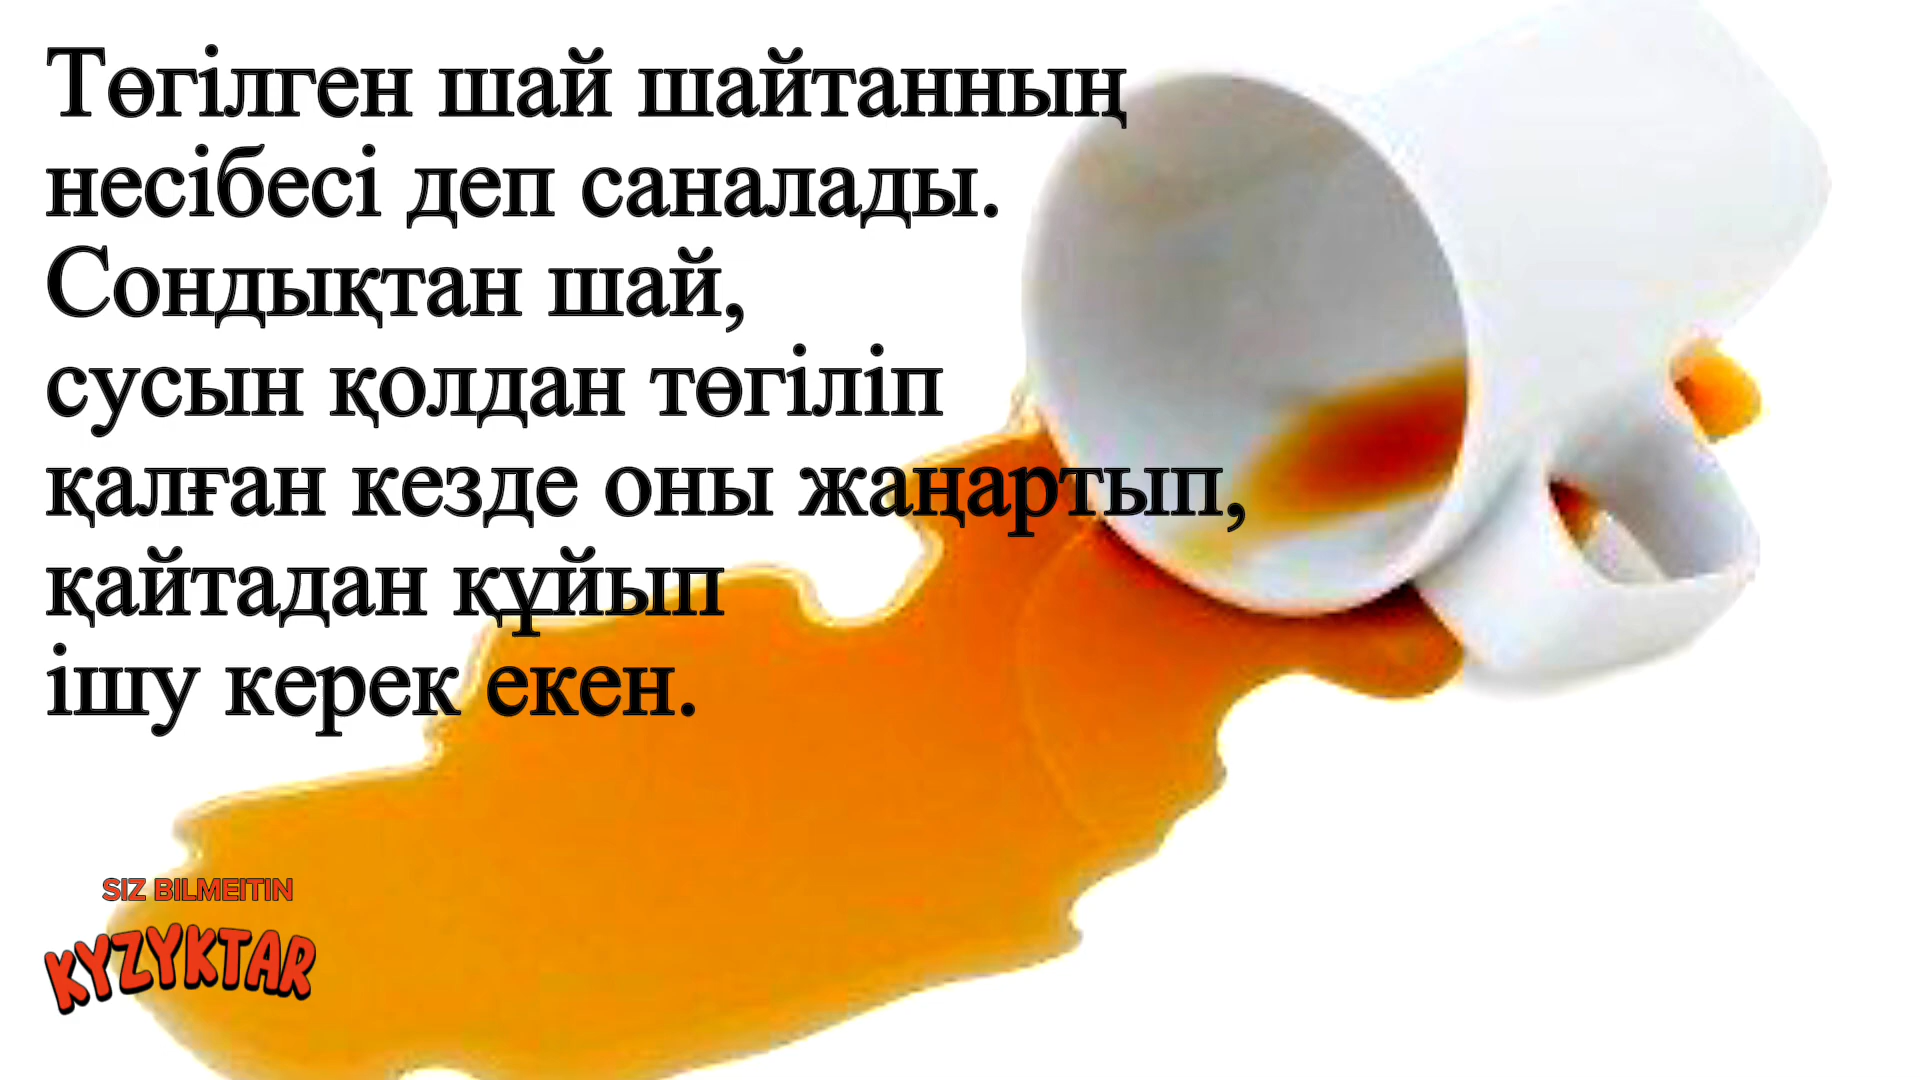 Төгілген шай шайтанның
несібесі деп саналады.
Сондықтан шай,
сусын қолдан төгіліп
қалған кезде оны жаңартып,
қайтадан құйып
ішу керек екен.
SIZ BILMEITIN
KYZYKTAR